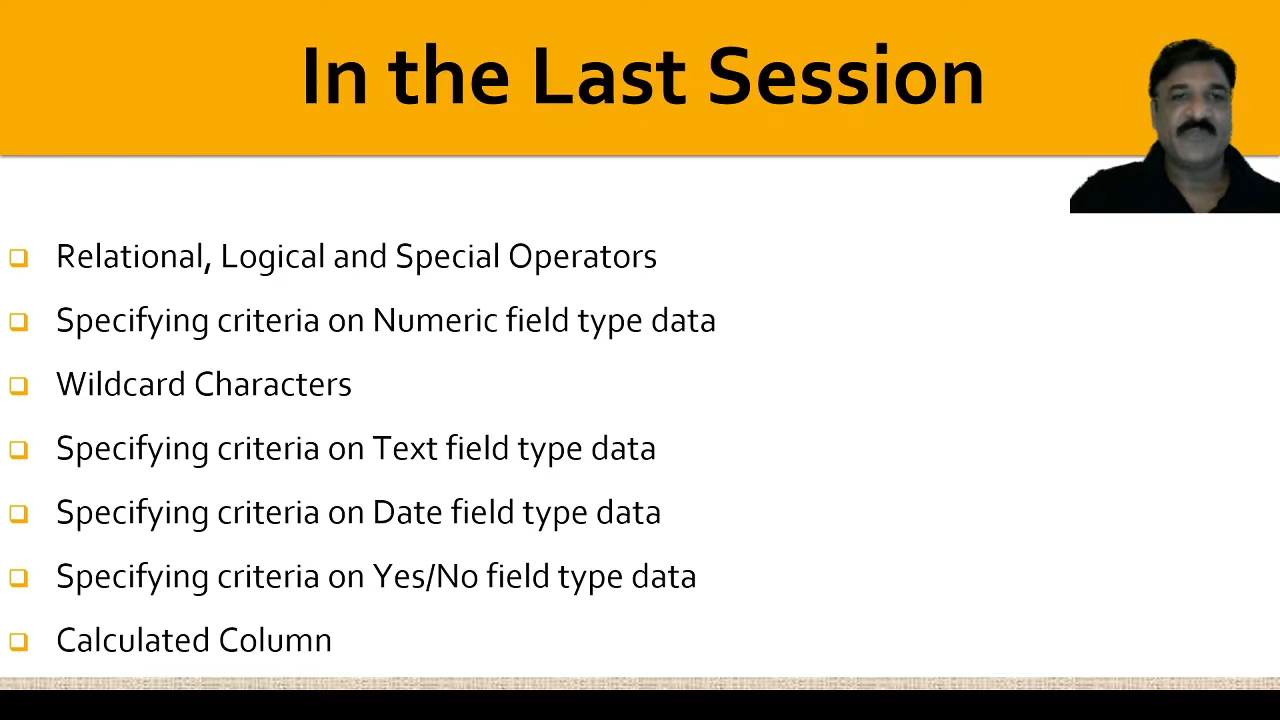 In the Last Session
Relational, Logical and Special Operators
Specifying criteria on Numeric field type data
Wildcard Characters
Specifying criteria on Text field type data
Specifying criteria on Date field type data
Specifying criteria on Yes/No field type data
Calculated Column